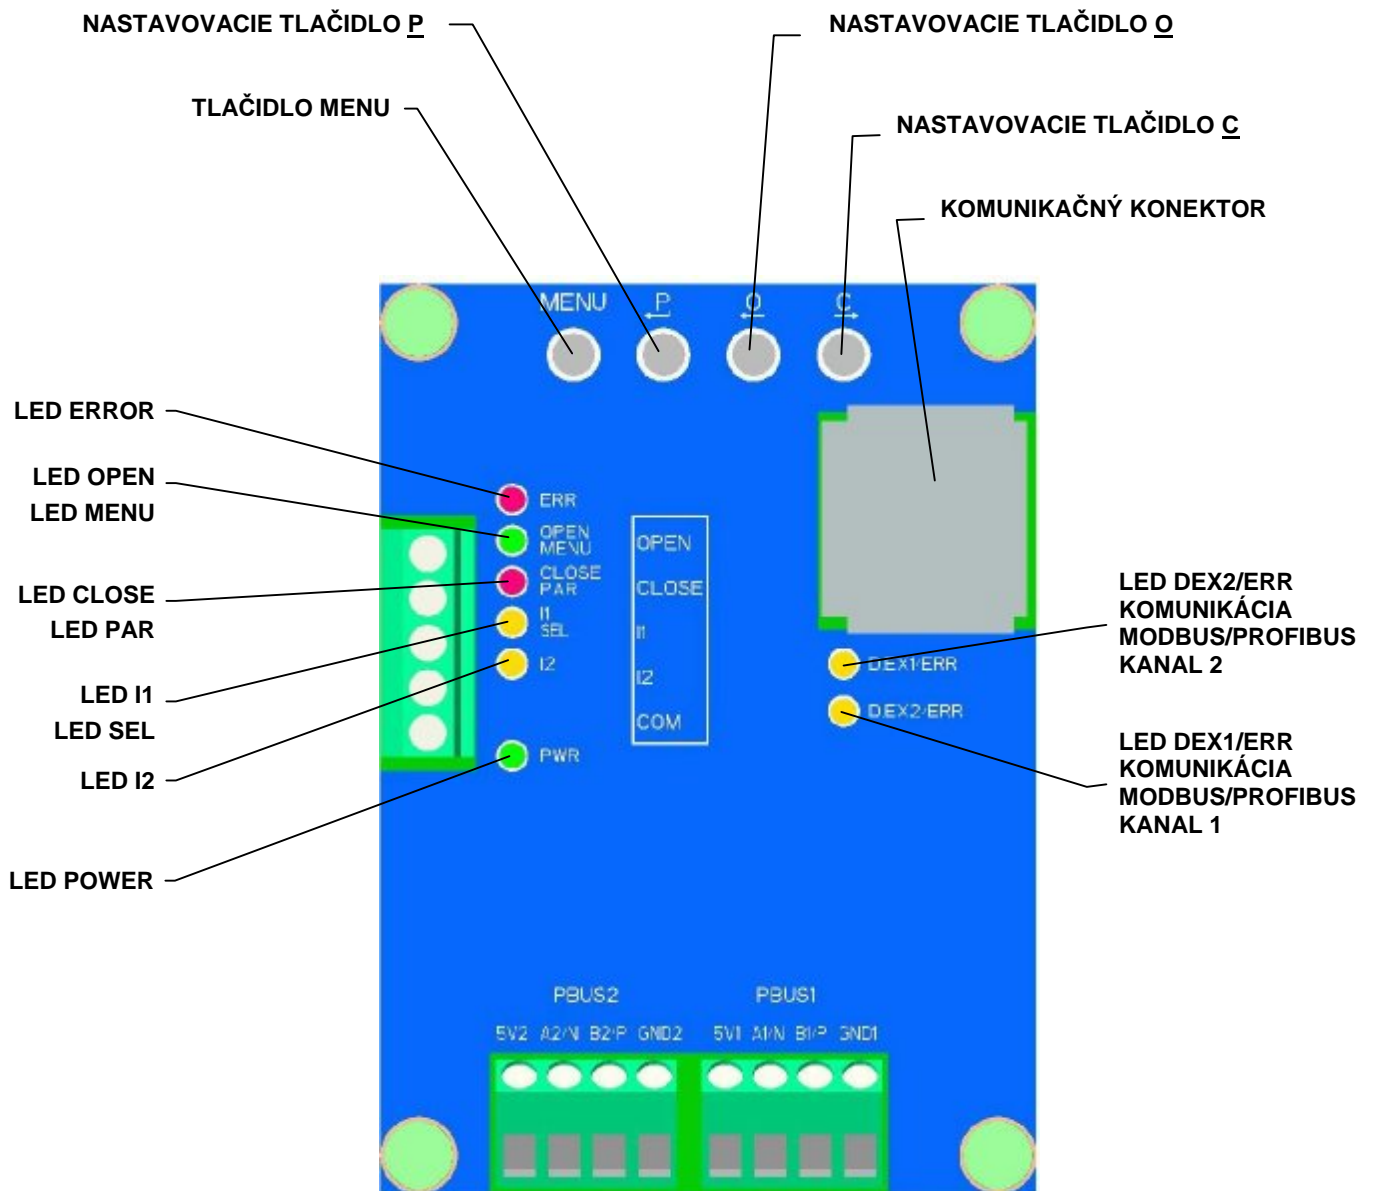 NASTAVOVACIE TLAČIDLO P
NASTAVOVACIE TLAČIDLO O
TLAČIDLO MENU
NASTAVOVACIE TLAČIDLO C
KOMUNIKAČNÝ KONEKTOR
MENU P O C
LED ERROR
LED OPEN
LED MENU
LED CLOSE
LED PAR
LED I1
LED SEL
LED I2
LED POWER
ERR
OPEN
MENU
CLOSE
PAR
I1
SEL
I2
PWR
OPEN
CLOSE
I1
I2
COM
D.EX1/ERR
D.EX2/ERR
LED DEX2/ERR
KOMUNIKÁCIA
MODBUS/PROFIBUS
KANAL 2
LED DEX1/ERR
KOMUNIKÁCIA
MODBUS/PROFIBUS
KANAL 1
PBUS2 PBUS1
5V2 A2/N B2/P GND2 5V1 A1/N B1/P GND1